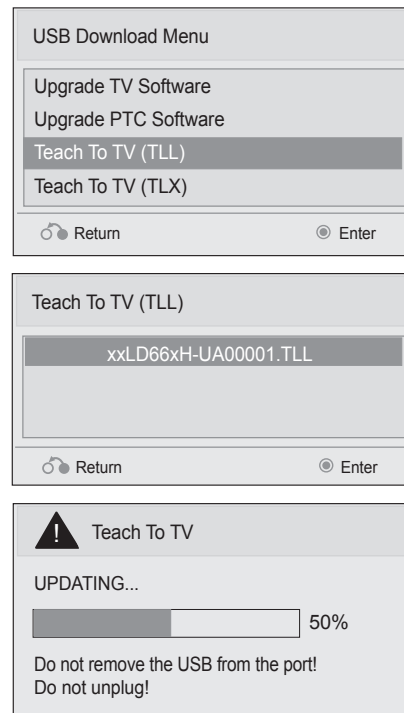 USB Download Menu
Upgrade TV Software
Upgrade PTC Software
Teach To TV (TLL)
Teach To TV (TLX)
Return
Enter
Teach To TV (TLL)
xxLD66xH-UA00001.TLL
Return
Enter
! Teach To TV
UPDATING...
50%
Do not remove the USB from the port!
Do not unplug!